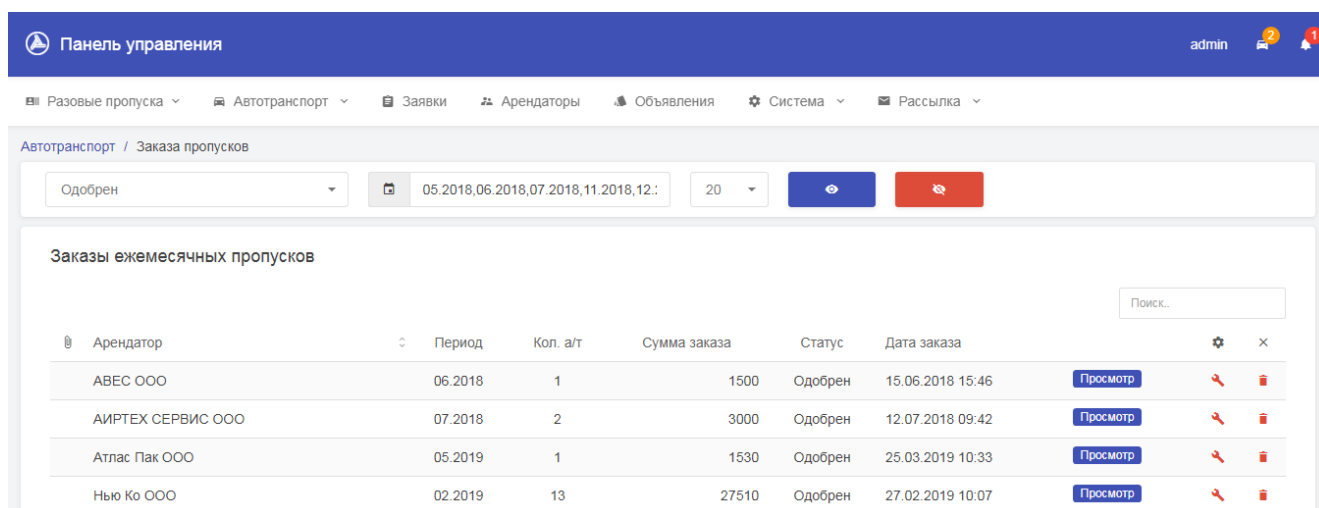 Панель управления admin 2 1
Разовые пропуска Автотранспорт Заявки Арендаторы Объявления Система Рассылка
Автотранспорт / Заказа пропусков
Одобрен 05.2018,06.2018,07.2018,11.2018,12.: 20
Заказы ежемесячных пропусков
Поиск..
Арендатор Период Кол. а/т Сумма заказа Статус Дата заказа
АВЕС ООО 06.2018 1 1500 Одобрен 15.06.2018 15:46 Просмотр
АИРТЕХ СЕРВИС ООО 07.2018 2 3000 Одобрен 12.07.2018 09:42 Просмотр
Атлас Пак ООО 05.2019 1 1530 Одобрен 25.03.2019 10:33 Просмотр
Нью Ко ООО 02.2019 13 27510 Одобрен 27.02.2019 10:07 Просмотр